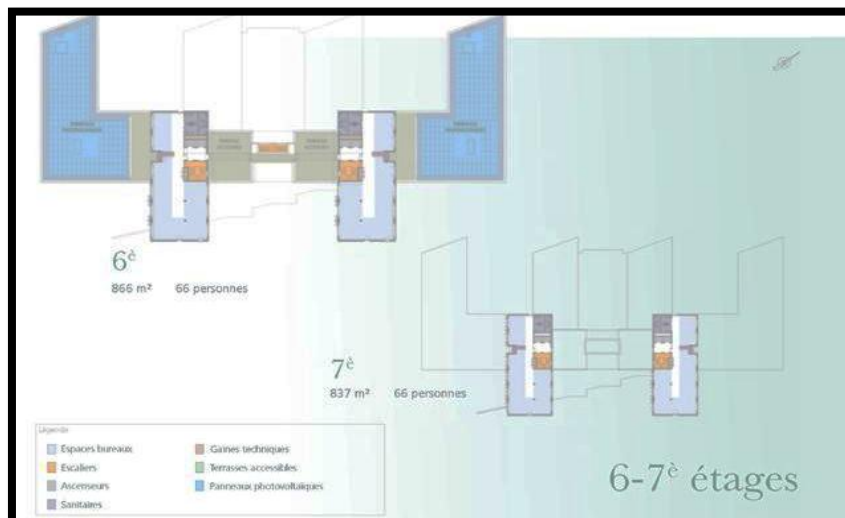 6è
866 m² 66 personnes
7è
837 m² 66 personnes
Légende
Espaces bureaux
Escaliers
Ascenseurs
Sanitaires
Gaines techniques
Terrasses accessibles
Panneaux photovoltaïques
6-7è étages